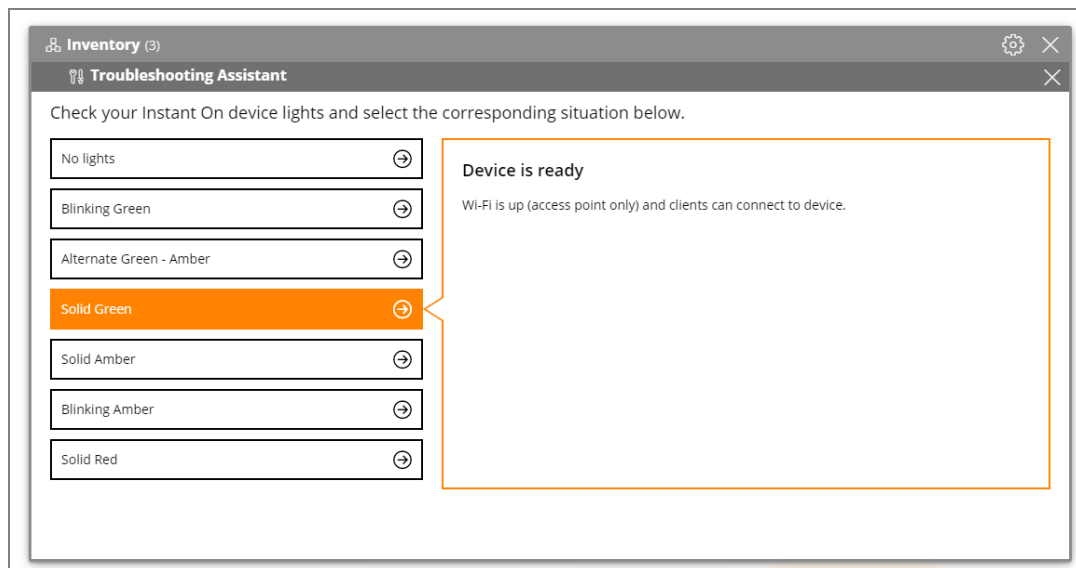 Inventory (3)
Troubleshooting Assistant
Check your Instant On device lights and select the corresponding situation below.
No lights
Blinking Green
Alternate Green - Amber
Solid Green
Solid Amber
Blinking Amber
Solid Red
Device is ready
Wi-Fi is up (access point only) and clients can connect to device.